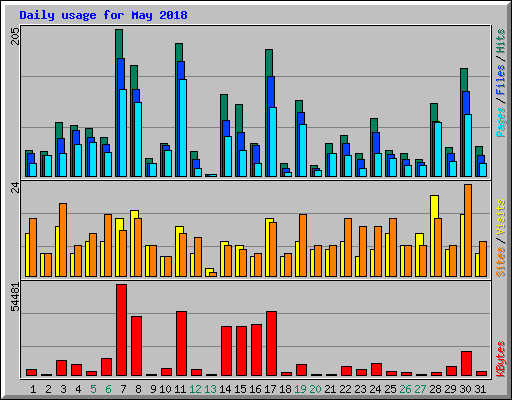 Daily usage for May 2018
205
24
54481
Pages / Files / Hits
Sites / Visits
KBytes
1 2 3 4 5 6 7 8 9 10 11 12 13 14 15 16 17 18 19 20 21 22 23 24 25 26 27 28 29 30 31